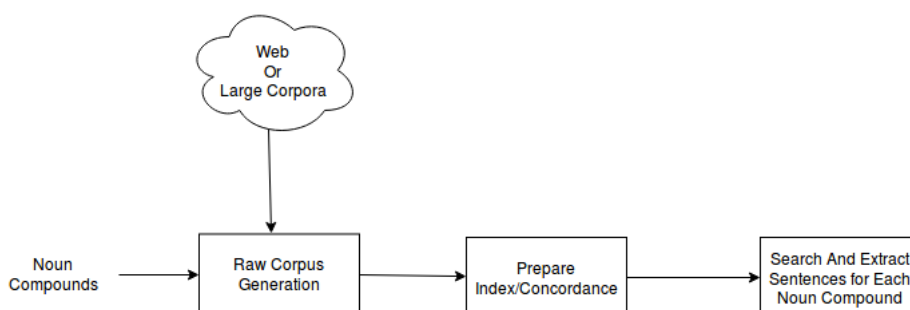 Web
Or
Large Corpora
Noun
Compounds
Raw Corpus
Generation
Prepare
Index/Concordance
Search And Extract
Sentences for Each
Noun Compound